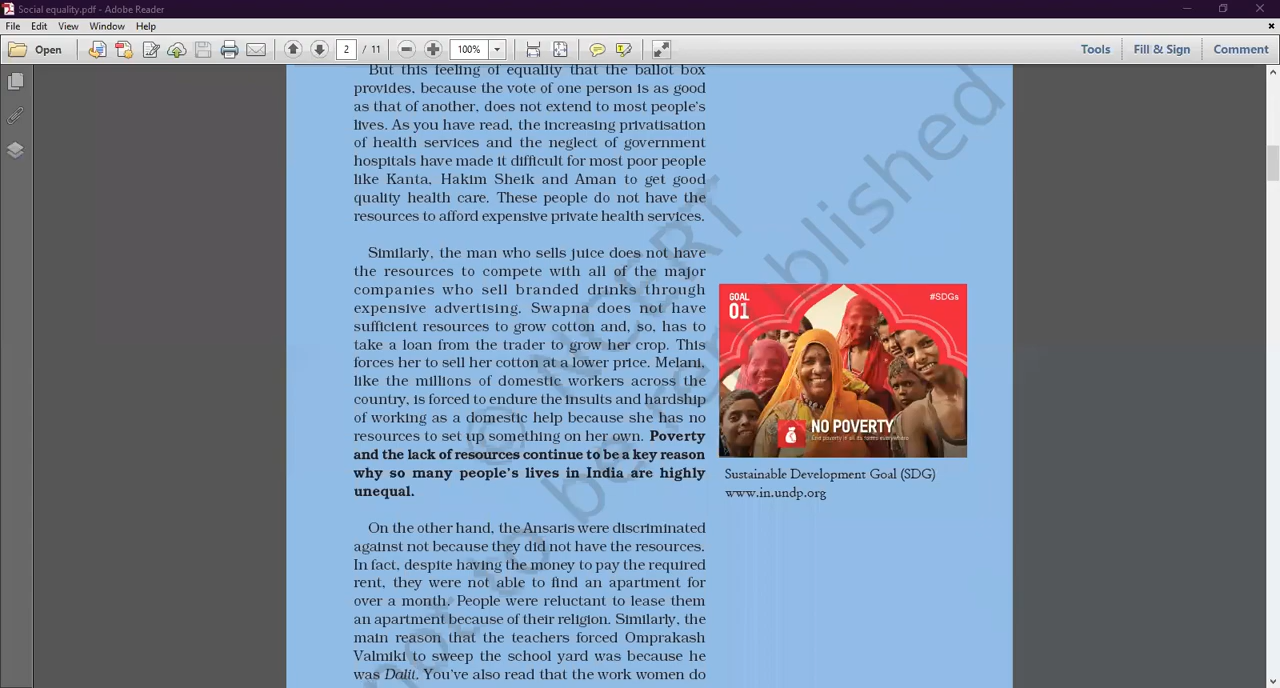 Social equality.pdf - Adobe Reader
File Edit View Window Help
Open 2 / 11 100% Tools Fill & Sign Comment
But this feeling of equality that the ballot box
provides, because the vote of one person is as good
as that of another, does not extend to most people's
lives. As you have read, the increasing privatisation
of health services and the neglect of government
hospitals have made it difficult for most poor people
like Kanta, Hakim Sheik and Aman to get good
quality health care. These people do not have the
resources to afford expensive private health services.
Similarly, the man who sells juice does not have
the resources to compete with all of the major
companies who sell branded drinks through
expensive advertising. Swapna does not have
sufficient resources to grow cotton and, so, has to
take a loan from the trader to grow her crop. This
forces her to sell her cotton at a lower price. Melani,
like the millions of domestic workers across the
country, is forced to endure the insults and hardship
of working as a domestic help because she has no
resources to set up something on her own. Poverty
and the lack of resources continue to be a key reason
why so many people's lives in India are highly
unequal.
On the other hand, the Ansaris were discriminated
against not because they did not have the resources.
In fact, despite having the money to pay the required
rent, they were not able to find an apartment for
over a month. People were reluctant to lease them
an apartment because of their religion. Similarly, the
main reason that the teachers forced Omprakash
Valmiki to sweep the school yard was because he
was Dalit. You've also read that the work women do
GOAL
01
#SDGs
NO POVERTY
End poverty in all its forms everywhere
Sustainable Development Goal (SDG)
www.in.undp.org
© NCERT
not to be republished